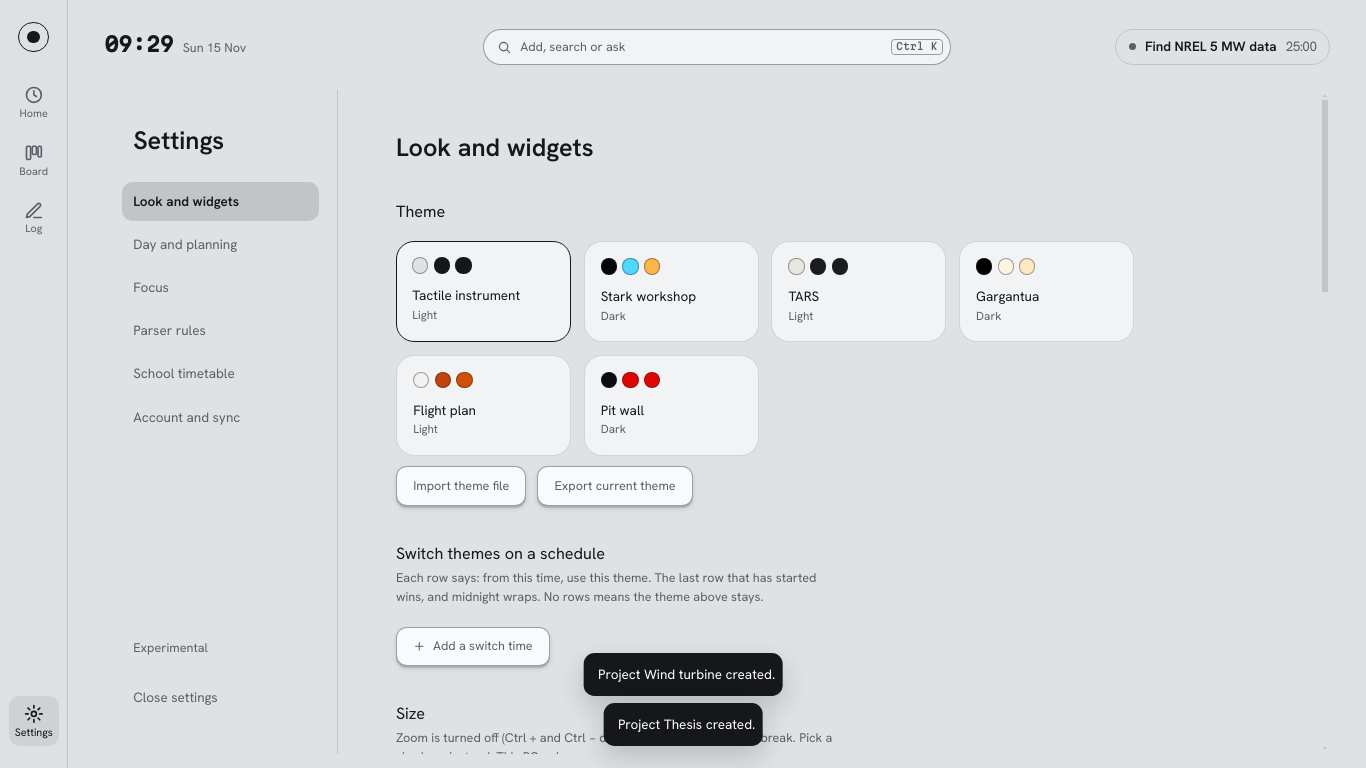 09:29 Sun 15 Nov
Add, search or ask Ctrl K
Find NREL 5 MW data 25:00
Home
Board
Log
Settings
Settings
Look and widgets
Day and planning
Focus
Parser rules
School timetable
Account and sync
Experimental
Close settings
Look and widgets
Theme
Tactile instrument
Light
Stark workshop
Dark
TARS
Light
Gargantua
Dark
Flight plan
Light
Pit wall
Dark
Import theme file
Export current theme
Switch themes on a schedule
Each row says: from this time, use this theme. The last row that has started
wins, and midnight wraps. No rows means the theme above stays.
+ Add a switch time
Project Wind turbine created.
Project Thesis created.
Size
Zoom is turned off (Ctrl + and Ctrl − break. Pick a